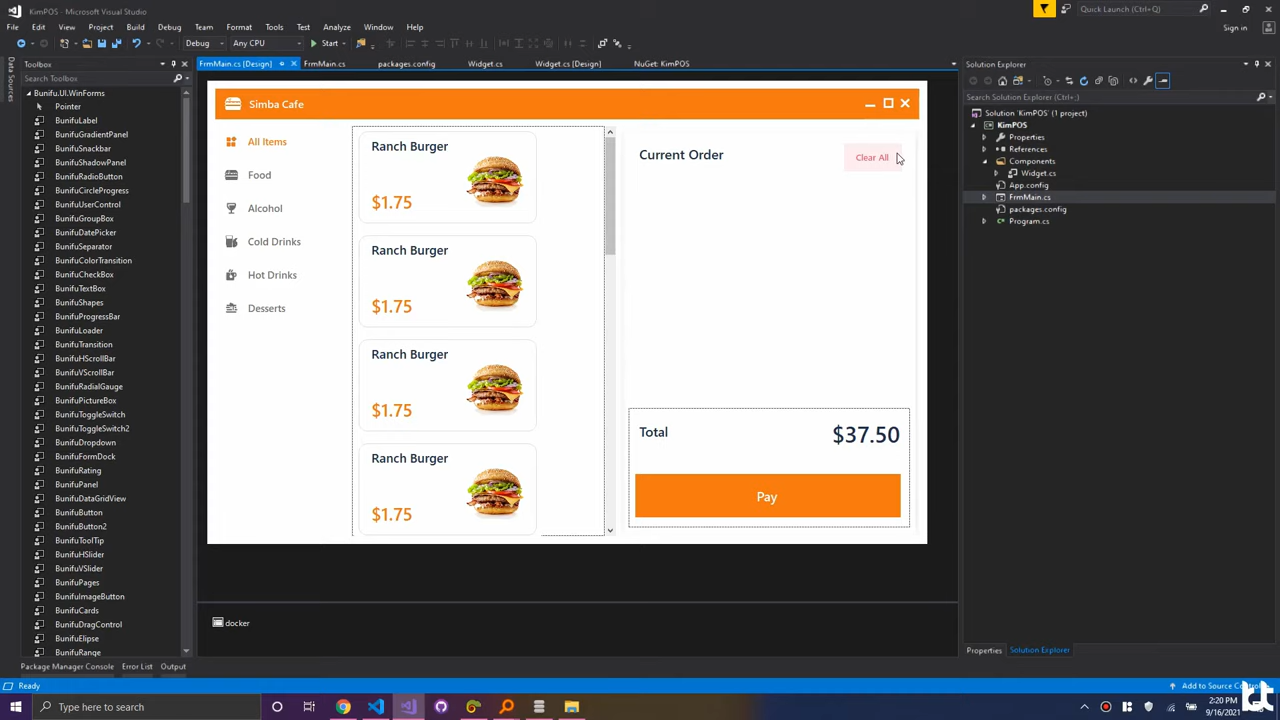 KimPOS - Microsoft Visual Studio
Quick Launch (Ctrl+Q)
File Edit View Project Build Debug Team Format Tools Test Analyze Window Help
Sign in
Debug Any CPU Start
Data Sources
Toolbox
Search Toolbox
Bunifu.UI.WinForms
Pointer
BunifuLabel
BunifuGradientPanel
BunifuSnackbar
BunifuShadowPanel
BunifuRadioButton
BunifuCircleProgress
BunifuUserControl
BunifuGroupBox
BunifuDatePicker
BunifuSeparator
BunifuColorTransition
BunifuCheckBox
BunifuTextBox
BunifuShapes
BunifuProgressBar
BunifuLoader
BunifuTransition
BunifuHScrollBar
BunifuVScrollBar
BunifuRadialGauge
BunifuPictureBox
BunifuToggleSwitch
BunifuToggleSwitch2
BunifuDropdown
BunifuFormDock
BunifuRating
BunifuPanel
BunifuDataGridView
BunifuButton
BunifuButton2
BunifuToolTip
BunifuHSlider
BunifuVSlider
BunifuPages
BunifuImageButton
BunifuCards
BunifuDragControl
BunifuElipse
BunifuRange
Package Manager Console Error List Output
FrmMain.cs [Design] FrmMain.cs packages.config Widget.cs Widget.cs [Design] NuGet: KimPOS
Simba Cafe
All Items
Food
Alcohol
Cold Drinks
Hot Drinks
Desserts
Ranch Burger
$1.75
Ranch Burger
$1.75
Ranch Burger
$1.75
Ranch Burger
$1.75
Current Order
Clear All
Total
$37.50
Pay
docker
Solution Explorer
Search Solution Explorer (Ctrl+;)
Solution 'KimPOS' (1 project)
KimPOS
Properties
References
Components
Widget.cs
App.config
FrmMain.cs
packages.config
Program.cs
Properties Solution Explorer
Ready
Add to Source Control
Type here to search
2:20 PM
9/16/2021